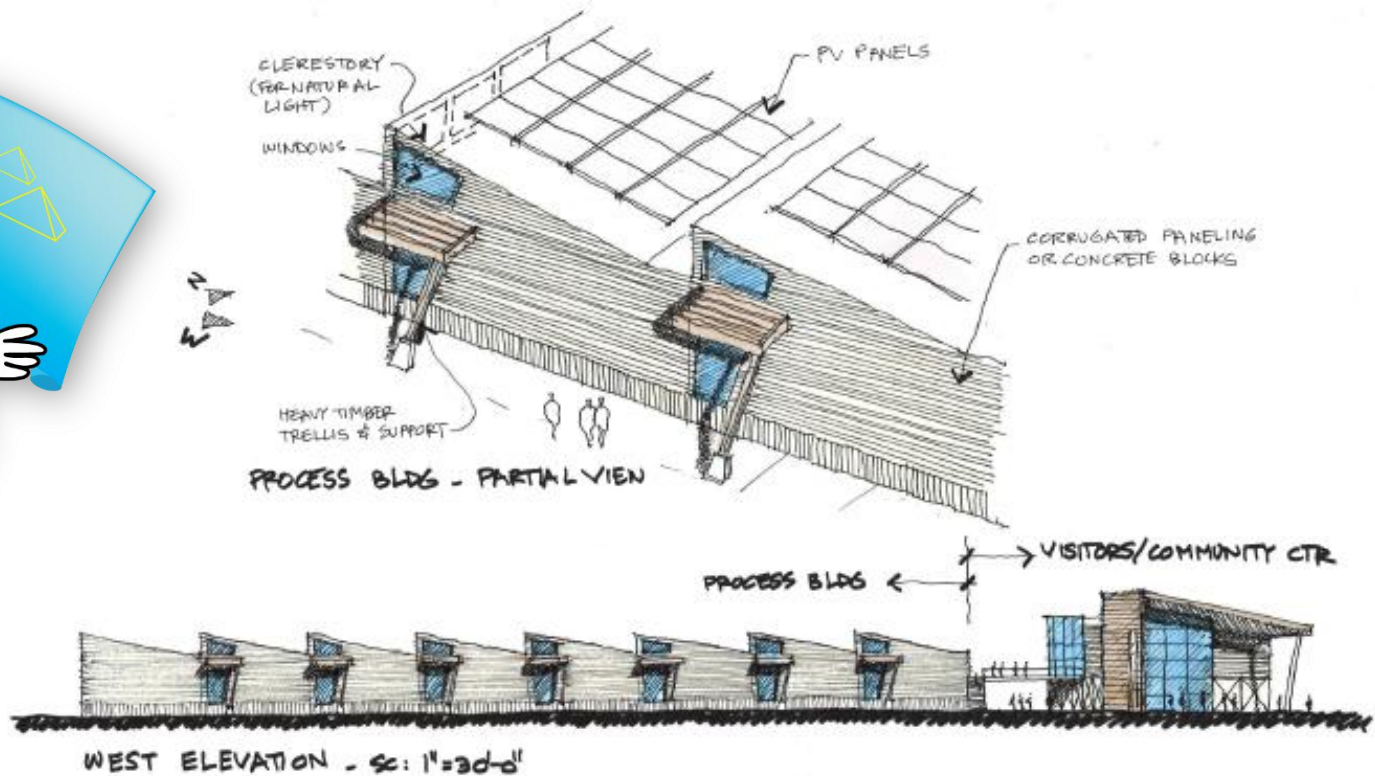 CLERESTORY
(FOR NATURAL
LIGHT)
PV PANELS
WINDOWS
CORRUGATED PANELING
OR CONCRETE BLOCKS
N
W
HEAVY TIMBER
TRELLIS & SUPPORT
PROCESS BLDG - PARTIAL VIEW
VISITORS/COMMUNITY CTR
PROCESS BLDG
WEST ELEVATION - SC: 1"=30'-0"